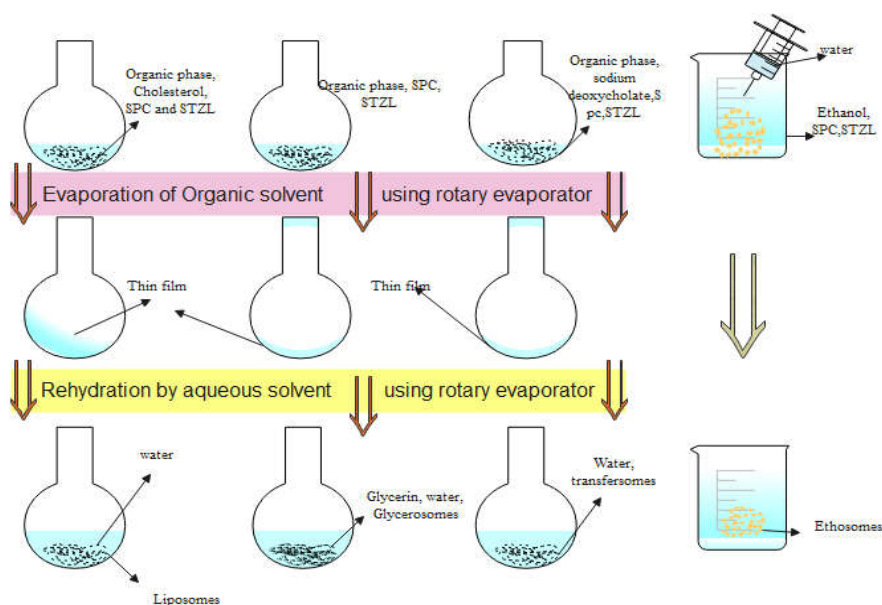 Organic phase,
Cholesterol,
SPC and STZL
Organic phase, SPC,
STZL
Organic phase,
sodium
deoxycholate,S
pc,STZL
water
Ethanol,
SPC,STZL
Evaporation of Organic solvent
using rotary evaporator
Thin film
Thin film
Rehydration by aqueous solvent
using rotary evaporator
water
Liposomes
Glycerin, water,
Glycerosomes
Water,
transfersomes
Ethosomes